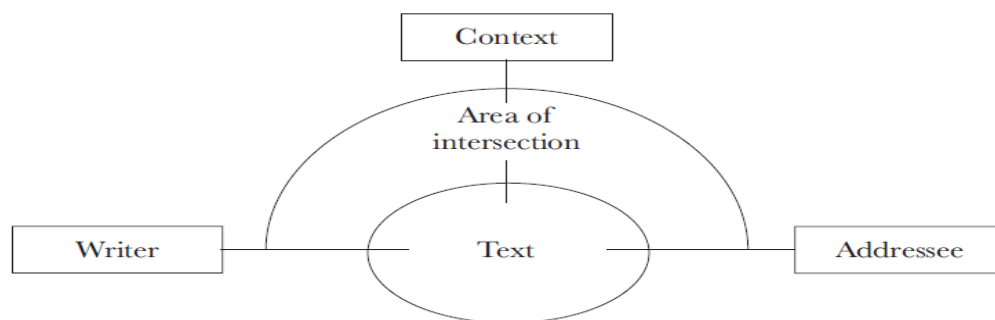 Context
Area of
intersection
Writer
Text
Addressee